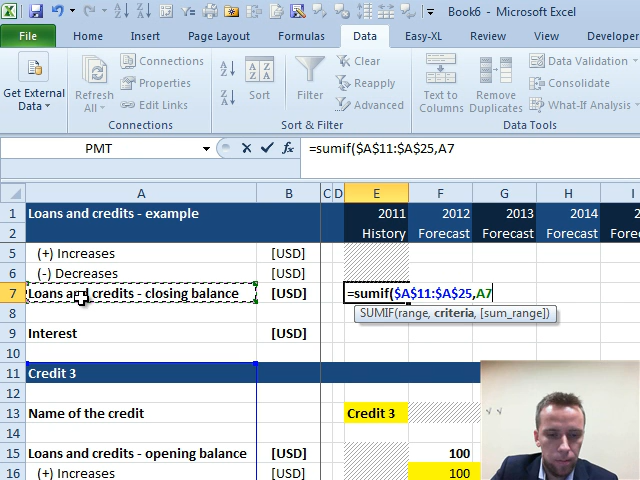 Book6 - Microsoft Excel
File Home Insert Page Layout Formulas Data Easy-XL Review View Developer
Get External Data
Refresh All
Connections
Properties
Edit Links
Connections
Sort
Filter
Clear
Reapply
Advanced
Sort & Filter
Text to Columns
Remove Duplicates
Data Validation
Consolidate
What-If Analysis
Data Tools
PMT fx =sumif($A$11:$A$25,A7
A B C D E F G H I
1 Loans and credits - example 2011 2012 2013 2014
2 History Forecast Forecast Forecast
5 (+) Increases [USD]
6 (-) Decreases [USD]
7 Loans and credits - closing balance [USD] =sumif($A$11:$A$25,A7
SUMIF(range, criteria, [sum_range])
8
9 Interest [USD]
10
11 Credit 3
12
13 Name of the credit Credit 3
14
15 Loans and credits - opening balance [USD] 100
16 (+) Increases [USD] 100